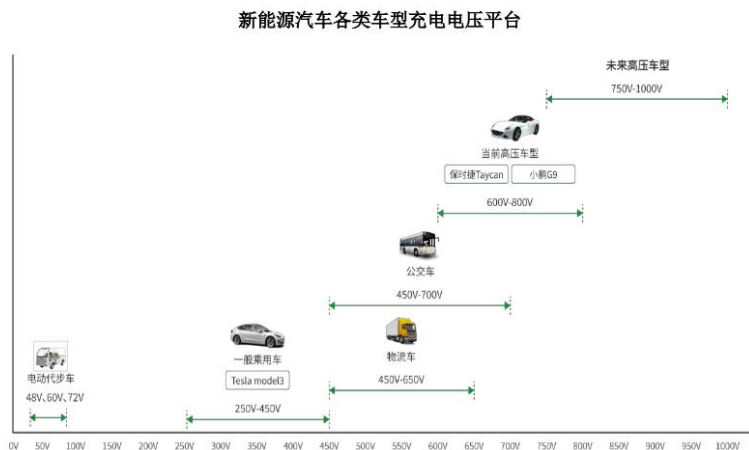 新能源汽车各类车型充电电压平台
未来高压车型
750V-1000V
当前高压车型
保时捷Taycan 小鹏G9
600V-800V
公交车
450V-700V
物流车
450V-650V
一般乘用车
Tesla model3
250V-450V
电动代步车
48V、60V、72V
0V 50V 100V 150V 200V 250V 300V 350V 400V 450V 500V 550V 600V 650V 700V 750V 800V 850V 900V 950V 1000V